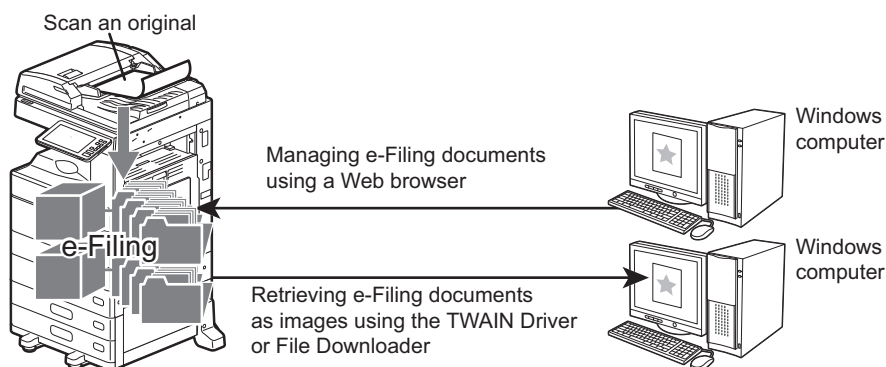 Scan an original
Windows
computer
Managing e-Filing documents
using a Web browser
e-Filing
Windows
computer
Retrieving e-Filing documents
as images using the TWAIN Driver
or File Downloader